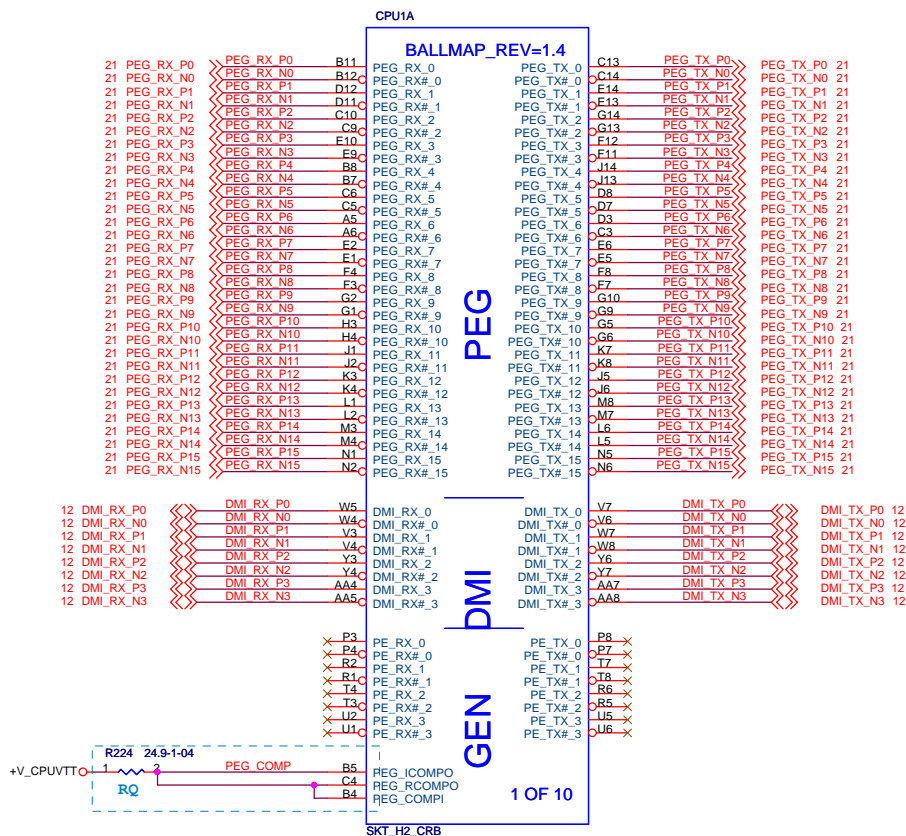 CPU1A
BALLMAP_REV=1.4
21 PEG_RX_P0 PEG_RX_P0 B11 PEG_RX_0 PEG_TX_0 C13 PEG_TX_P0 PEG_TX_P0 21
21 PEG_RX_N0 PEG_RX_N0 B12 PEG_RX#_0 PEG_TX#_0 C14 PEG_TX_N0 PEG_TX_N0 21
21 PEG_RX_P1 PEG_RX_P1 D12 PEG_RX_1 PEG_TX_1 E14 PEG_TX_P1 PEG_TX_P1 21
21 PEG_RX_N1 PEG_RX_N1 D11 PEG_RX#_1 PEG_TX#_1 E13 PEG_TX_N1 PEG_TX_N1 21
21 PEG_RX_P2 PEG_RX_P2 C10 PEG_RX_2 PEG_TX_2 G14 PEG_TX_P2 PEG_TX_P2 21
21 PEG_RX_N2 PEG_RX_N2 C9 PEG_RX#_2 PEG_TX#_2 G13 PEG_TX_N2 PEG_TX_N2 21
21 PEG_RX_P3 PEG_RX_P3 E10 PEG_RX_3 PEG_TX_3 F12 PEG_TX_P3 PEG_TX_P3 21
21 PEG_RX_N3 PEG_RX_N3 E9 PEG_RX#_3 PEG_TX#_3 F11 PEG_TX_N3 PEG_TX_N3 21
21 PEG_RX_P4 PEG_RX_P4 B8 PEG_RX_4 PEG_TX_4 J14 PEG_TX_P4 PEG_TX_P4 21
21 PEG_RX_N4 PEG_RX_N4 B7 PEG_RX#_4 PEG_TX#_4 J13 PEG_TX_N4 PEG_TX_N4 21
21 PEG_RX_P5 PEG_RX_P5 C6 PEG_RX_5 PEG_TX_5 D8 PEG_TX_P5 PEG_TX_P5 21
21 PEG_RX_N5 PEG_RX_N5 C5 PEG_RX#_5 PEG_TX#_5 D7 PEG_TX_N5 PEG_TX_N5 21
21 PEG_RX_P6 PEG_RX_P6 A5 PEG_RX_6 PEG_TX_6 D3 PEG_TX_P6 PEG_TX_P6 21
21 PEG_RX_N6 PEG_RX_N6 A6 PEG_RX#_6 PEG_TX#_6 C3 PEG_TX_N6 PEG_TX_N6 21
21 PEG_RX_P7 PEG_RX_P7 E2 PEG_RX_7 PEG_TX_7 E6 PEG_TX_P7 PEG_TX_P7 21
21 PEG_RX_N7 PEG_RX_N7 E1 PEG_RX#_7 PEG_TX#_7 E5 PEG_TX_N7 PEG_TX_N7 21
21 PEG_RX_P8 PEG_RX_P8 F4 PEG_RX_8 PEG_TX_8 F8 PEG_TX_P8 PEG_TX_P8 21
21 PEG_RX_N8 PEG_RX_N8 F3 PEG_RX#_8 PEG_TX#_8 F7 PEG_TX_N8 PEG_TX_N8 21
21 PEG_RX_P9 PEG_RX_P9 G2 PEG_RX_9 PEG_TX_9 G10 PEG_TX_P9 PEG_TX_P9 21
21 PEG_RX_N9 PEG_RX_N9 G1 PEG_RX#_9 PEG_TX#_9 G9 PEG_TX_N9 PEG_TX_N9 21
21 PEG_RX_P10 PEG_RX_P10 H3 PEG_RX_10 PEG_TX_10 G5 PEG_TX_P10 PEG_TX_P10 21
21 PEG_RX_N10 PEG_RX_N10 H4 PEG_RX#_10 PEG_TX#_10 G6 PEG_TX_N10 PEG_TX_N10 21
21 PEG_RX_P11 PEG_RX_P11 J1 PEG_RX_11 PEG_TX_11 K7 PEG_TX_P11 PEG_TX_P11 21
21 PEG_RX_N11 PEG_RX_N11 J2 PEG_RX#_11 PEG_TX#_11 K8 PEG_TX_N11 PEG_TX_N11 21
21 PEG_RX_P12 PEG_RX_P12 K3 PEG_RX_12 PEG_TX_12 J5 PEG_TX_P12 PEG_TX_P12 21
21 PEG_RX_N12 PEG_RX_N12 K4 PEG_RX#_12 PEG_TX#_12 J6 PEG_TX_N12 PEG_TX_N12 21
21 PEG_RX_P13 PEG_RX_P13 L1 PEG_RX_13 PEG_TX_13 M8 PEG_TX_P13 PEG_TX_P13 21
21 PEG_RX_N13 PEG_RX_N13 L2 PEG_RX#_13 PEG_TX#_13 M7 PEG_TX_N13 PEG_TX_N13 21
21 PEG_RX_P14 PEG_RX_P14 M3 PEG_RX_14 PEG_TX_14 L6 PEG_TX_P14 PEG_TX_P14 21
21 PEG_RX_N14 PEG_RX_N14 M4 PEG_RX#_14 PEG_TX#_14 L5 PEG_TX_N14 PEG_TX_N14 21
21 PEG_RX_P15 PEG_RX_P15 N1 PEG_RX_15 PEG_TX_15 N5 PEG_TX_P15 PEG_TX_P15 21
21 PEG_RX_N15 PEG_RX_N15 N2 PEG_RX#_15 PEG_TX#_15 N6 PEG_TX_N15 PEG_TX_N15 21
PEG
12 DMI_RX_P0 DMI_RX_P0 W5 DMI_RX_0 DMI_TX_0 V7 DMI_TX_P0 DMI_TX_P0 12
12 DMI_RX_N0 DMI_RX_N0 W4 DMI_RX#_0 DMI_TX#_0 V6 DMI_TX_N0 DMI_TX_N0 12
12 DMI_RX_P1 DMI_RX_P1 V3 DMI_RX_1 DMI_TX_1 W7 DMI_TX_P1 DMI_TX_P1 12
12 DMI_RX_N1 DMI_RX_N1 V4 DMI_RX#_1 DMI_TX#_1 W8 DMI_TX_N1 DMI_TX_N1 12
12 DMI_RX_P2 DMI_RX_P2 Y3 DMI_RX_2 DMI_TX_2 Y6 DMI_TX_P2 DMI_TX_P2 12
12 DMI_RX_N2 DMI_RX_N2 Y4 DMI_RX#_2 DMI_TX#_2 Y7 DMI_TX_N2 DMI_TX_N2 12
12 DMI_RX_P3 DMI_RX_P3 AA4 DMI_RX_3 DMI_TX_3 AA7 DMI_TX_P3 DMI_TX_P3 12
12 DMI_RX_N3 DMI_RX_N3 AA5 DMI_RX#_3 DMI_TX#_3 AA8 DMI_TX_N3 DMI_TX_N3 12
DMI
P3 PE_RX_0 PE_TX_0 P8
P4 PE_RX#_0 PE_TX#_0 P7
R2 PE_RX_1 PE_TX_1 T7
R1 PE_RX#_1 PE_TX#_1 T8
T4 PE_RX_2 PE_TX_2 R6
T3 PE_RX#_2 PE_TX#_2 R5
U2 PE_RX_3 PE_TX_3 U5
U1 PE_RX#_3 PE_TX#_3 U6
GEN
R224 24.9-1-04
+V_CPUVTT 1 2 PEG_COMP B5 PEG_ICOMPO
C4 PEG_RCOMPO
RQ B4 PEG_COMPI
1 OF 10
SKT_H2_CRB